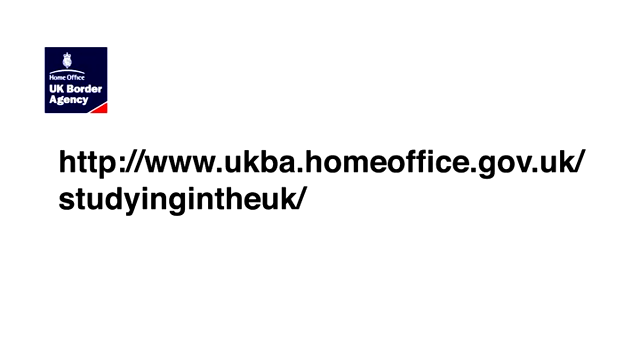 Home Office
UK Border
Agency
http://www.ukba.homeoffice.gov.uk/
studyingintheuk/